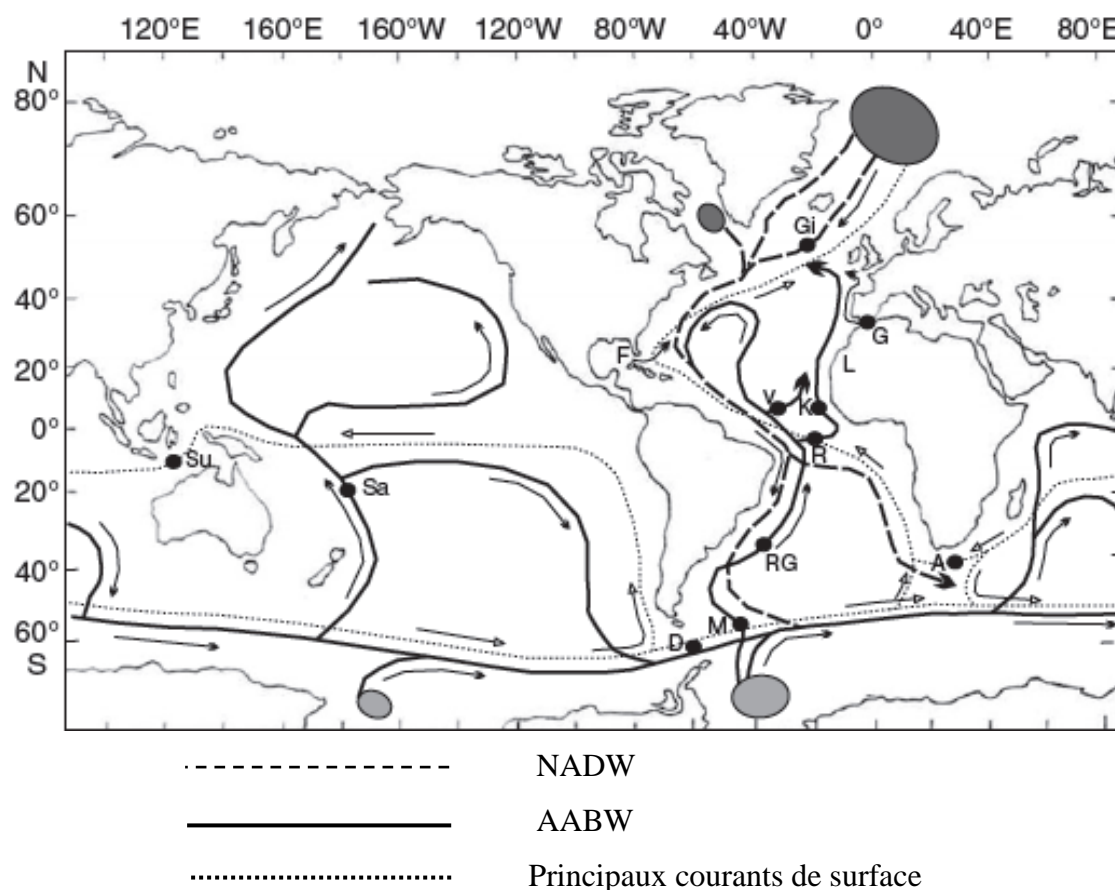 120°E 160°E 160°W 120°W 80°W 40°W 0° 40°E 80°E
N
80°
60°
Gi
40°
G
F
L
20°
V K
0°
R
Su
Sa
20°
RG
A
40°
M
60°
D
S
NADW
AABW
Principaux courants de surface